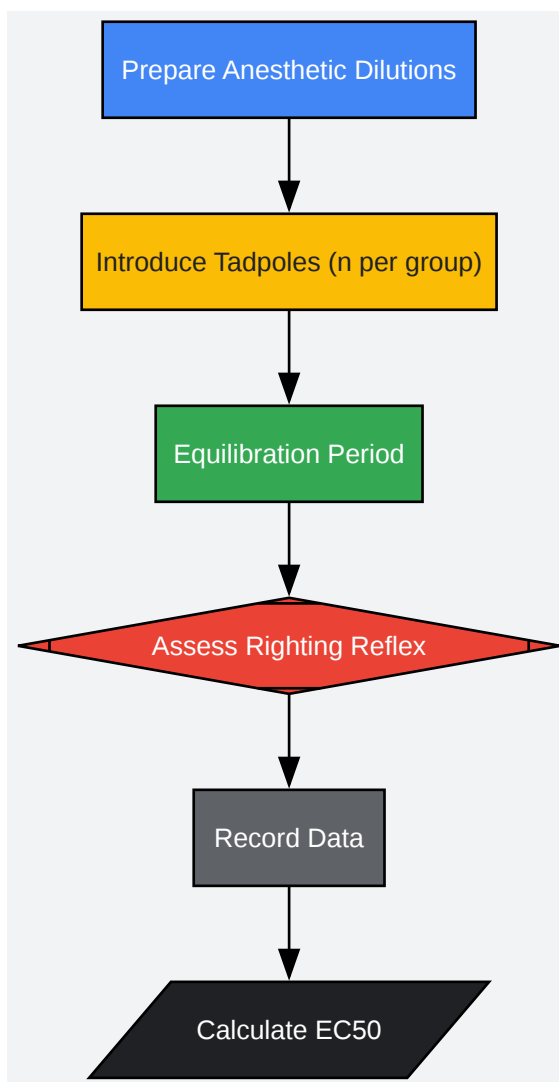 Prepare Anesthetic Dilutions
Introduce Tadpoles (n per group)
Equilibration Period
Assess Righting Reflex
Record Data
Calculate EC50